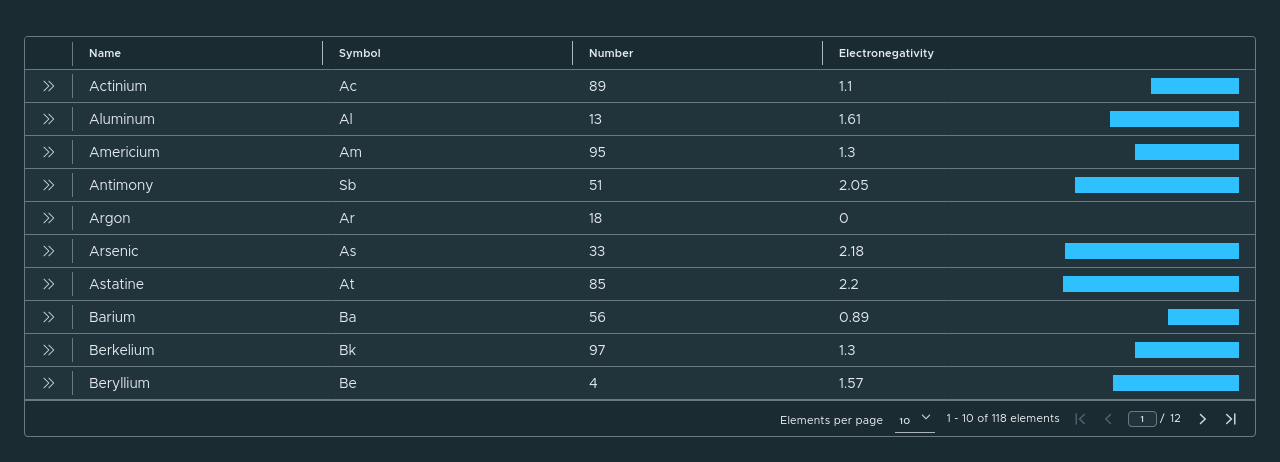 Name Symbol Number Electronegativity
Actinium Ac 89 1.1
Aluminum Al 13 1.61
Americium Am 95 1.3
Antimony Sb 51 2.05
Argon Ar 18 0
Arsenic As 33 2.18
Astatine At 85 2.2
Barium Ba 56 0.89
Berkelium Bk 97 1.3
Beryllium Be 4 1.57
Elements per page 10 1 - 10 of 118 elements 1 / 12